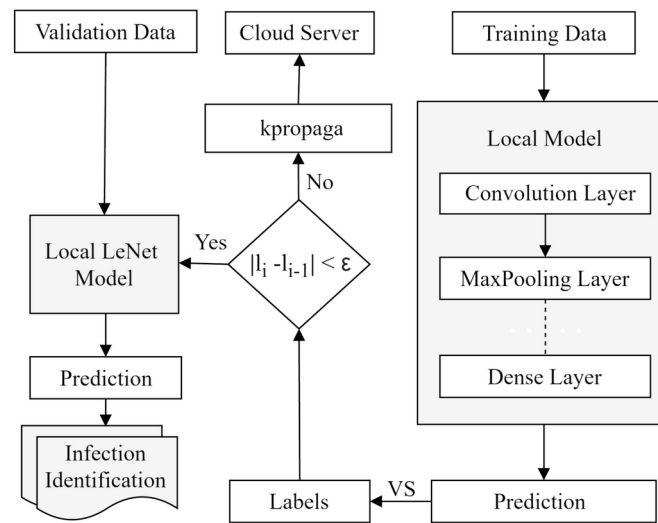 Validation Data
Cloud Server
Training Data
kpropaga
Local Model
No
Convolution Layer
Yes
Local LeNet
Model
|l_i -l_{i-1}| < ε
MaxPooling Layer
Prediction
Dense Layer
Infection
Identification
Labels
VS
Prediction